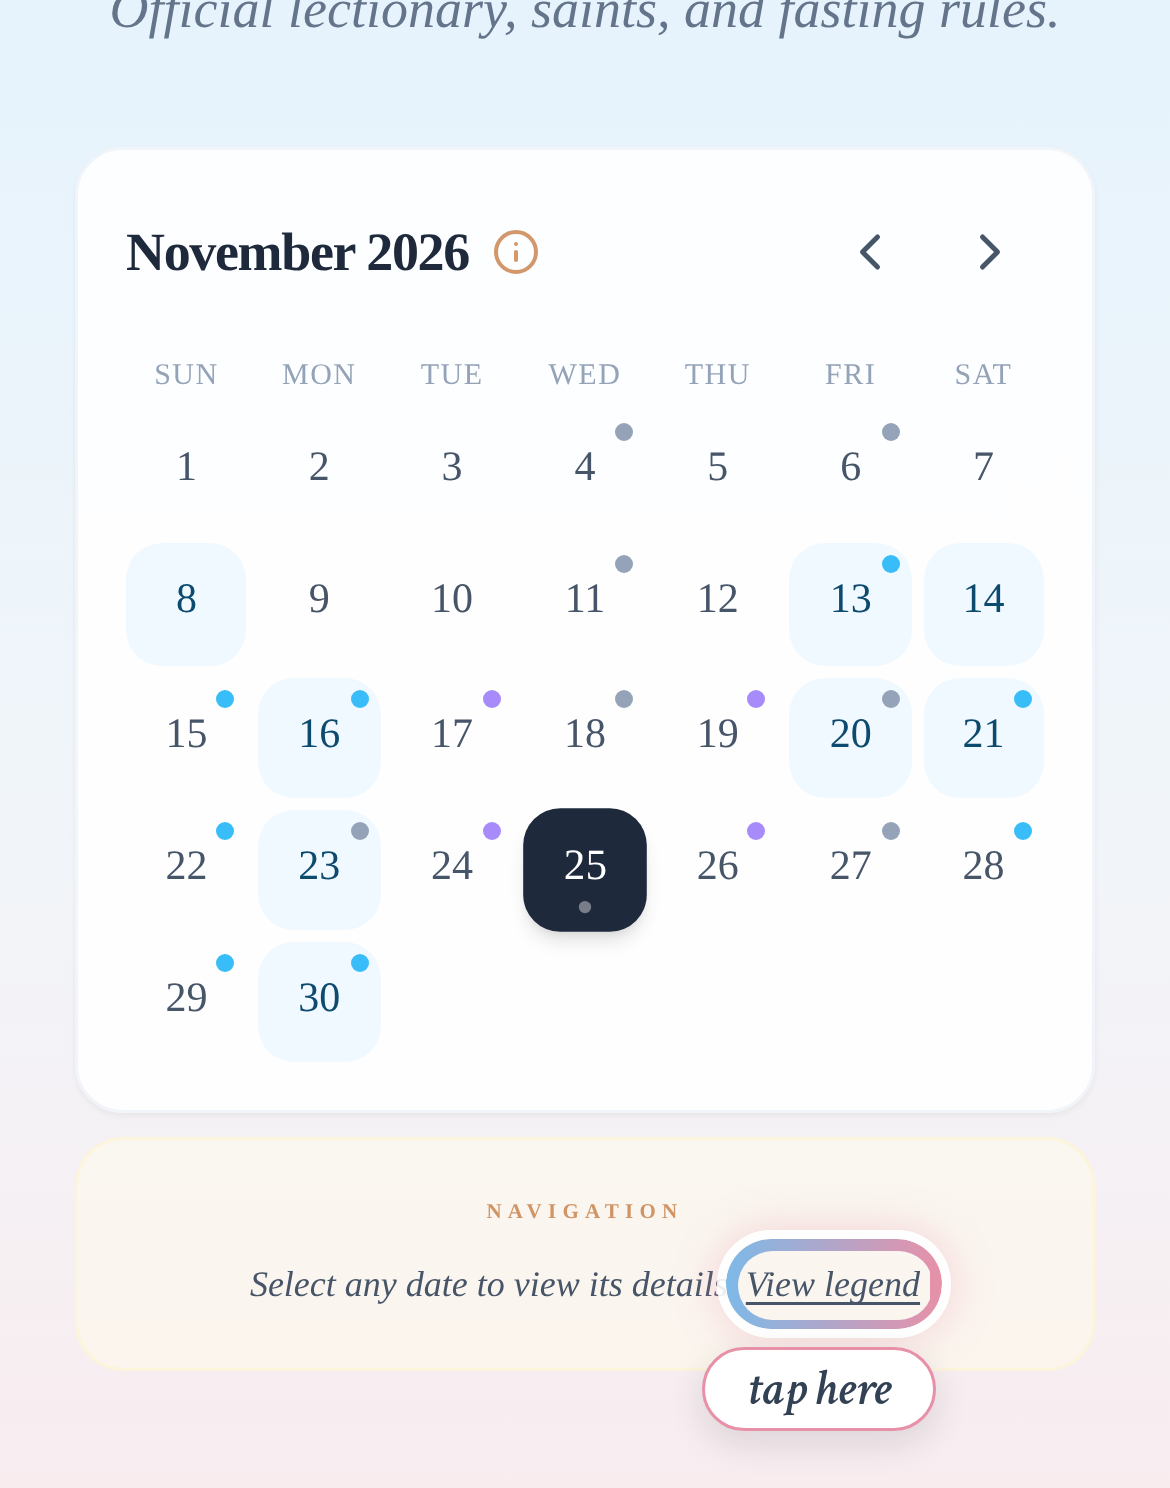 Official lectionary, saints, and fasting rules.
November 2026
SUN MON TUE WED THU FRI SAT
1 2 3 4 5 6 7
8 9 10 11 12 13 14
15 16 17 18 19 20 21
22 23 24 25 26 27 28
29 30
NAVIGATION
Select any date to view its details View legend
tap here